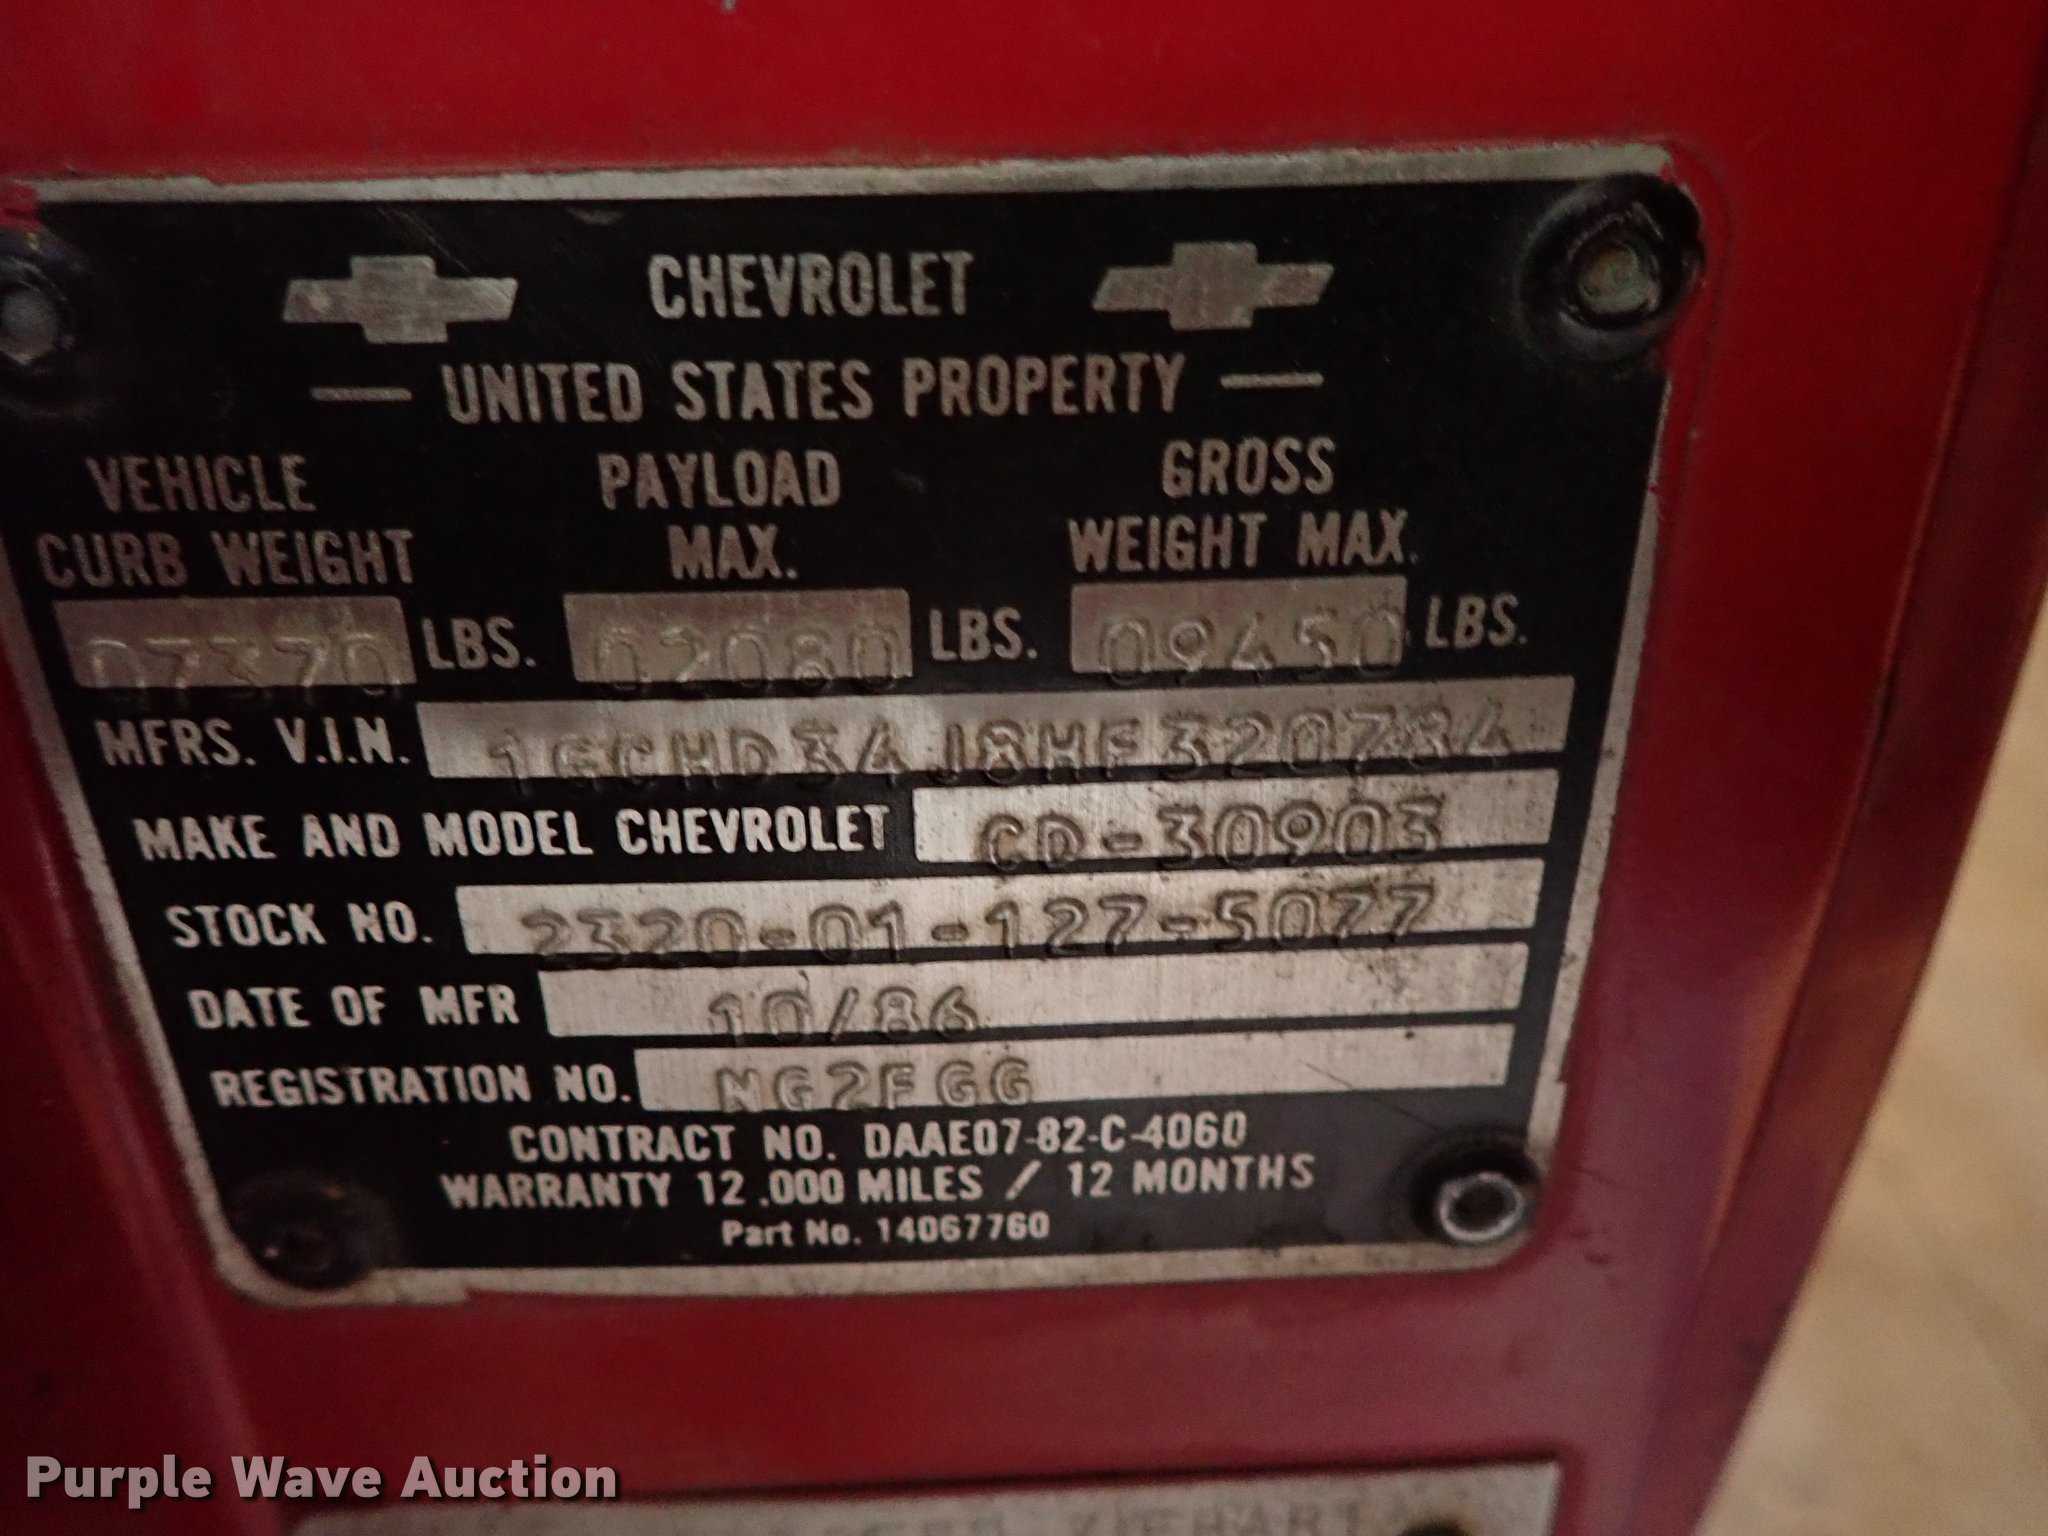 CHEVROLET
UNITED STATES PROPERTY
VEHICLE CURB WEIGHT 07370 LBS.
PAYLOAD MAX. 02080 LBS.
GROSS WEIGHT MAX. 09450 LBS.
MFRS. V.I.N. 1GCHD34J8HF320784
MAKE AND MODEL CHEVROLET CD-30903
STOCK NO. 2320-01-127-5077
DATE OF MFR 10/86
REGISTRATION NO. NG2FGG
CONTRACT NO. DAAE07-82-C-4060
WARRANTY 12,000 MILES / 12 MONTHS
Part No. 14067760
Purple Wave Auction